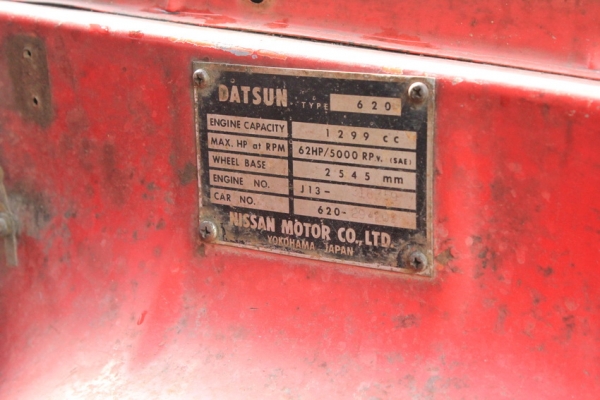 DATSUN TYPE 620
ENGINE CAPACITY 1299 CC
MAX. HP at RPM 62HP/5000 RPM. (SAE)
WHEEL BASE 2545 mm
ENGINE NO. J13-
CAR NO. 620-
NISSAN MOTOR CO., LTD.
YOKOHAMA JAPAN